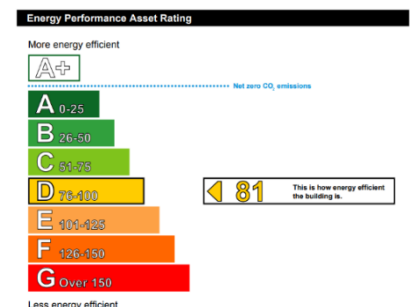 Energy Performance Asset Rating
More energy efficient
A+
Net zero CO₂ emissions
A 0-25
B 26-50
C 51-75
D 76-100
81
This is how energy efficient
the building is.
E 101-125
F 126-150
G Over 150
Less energy efficient